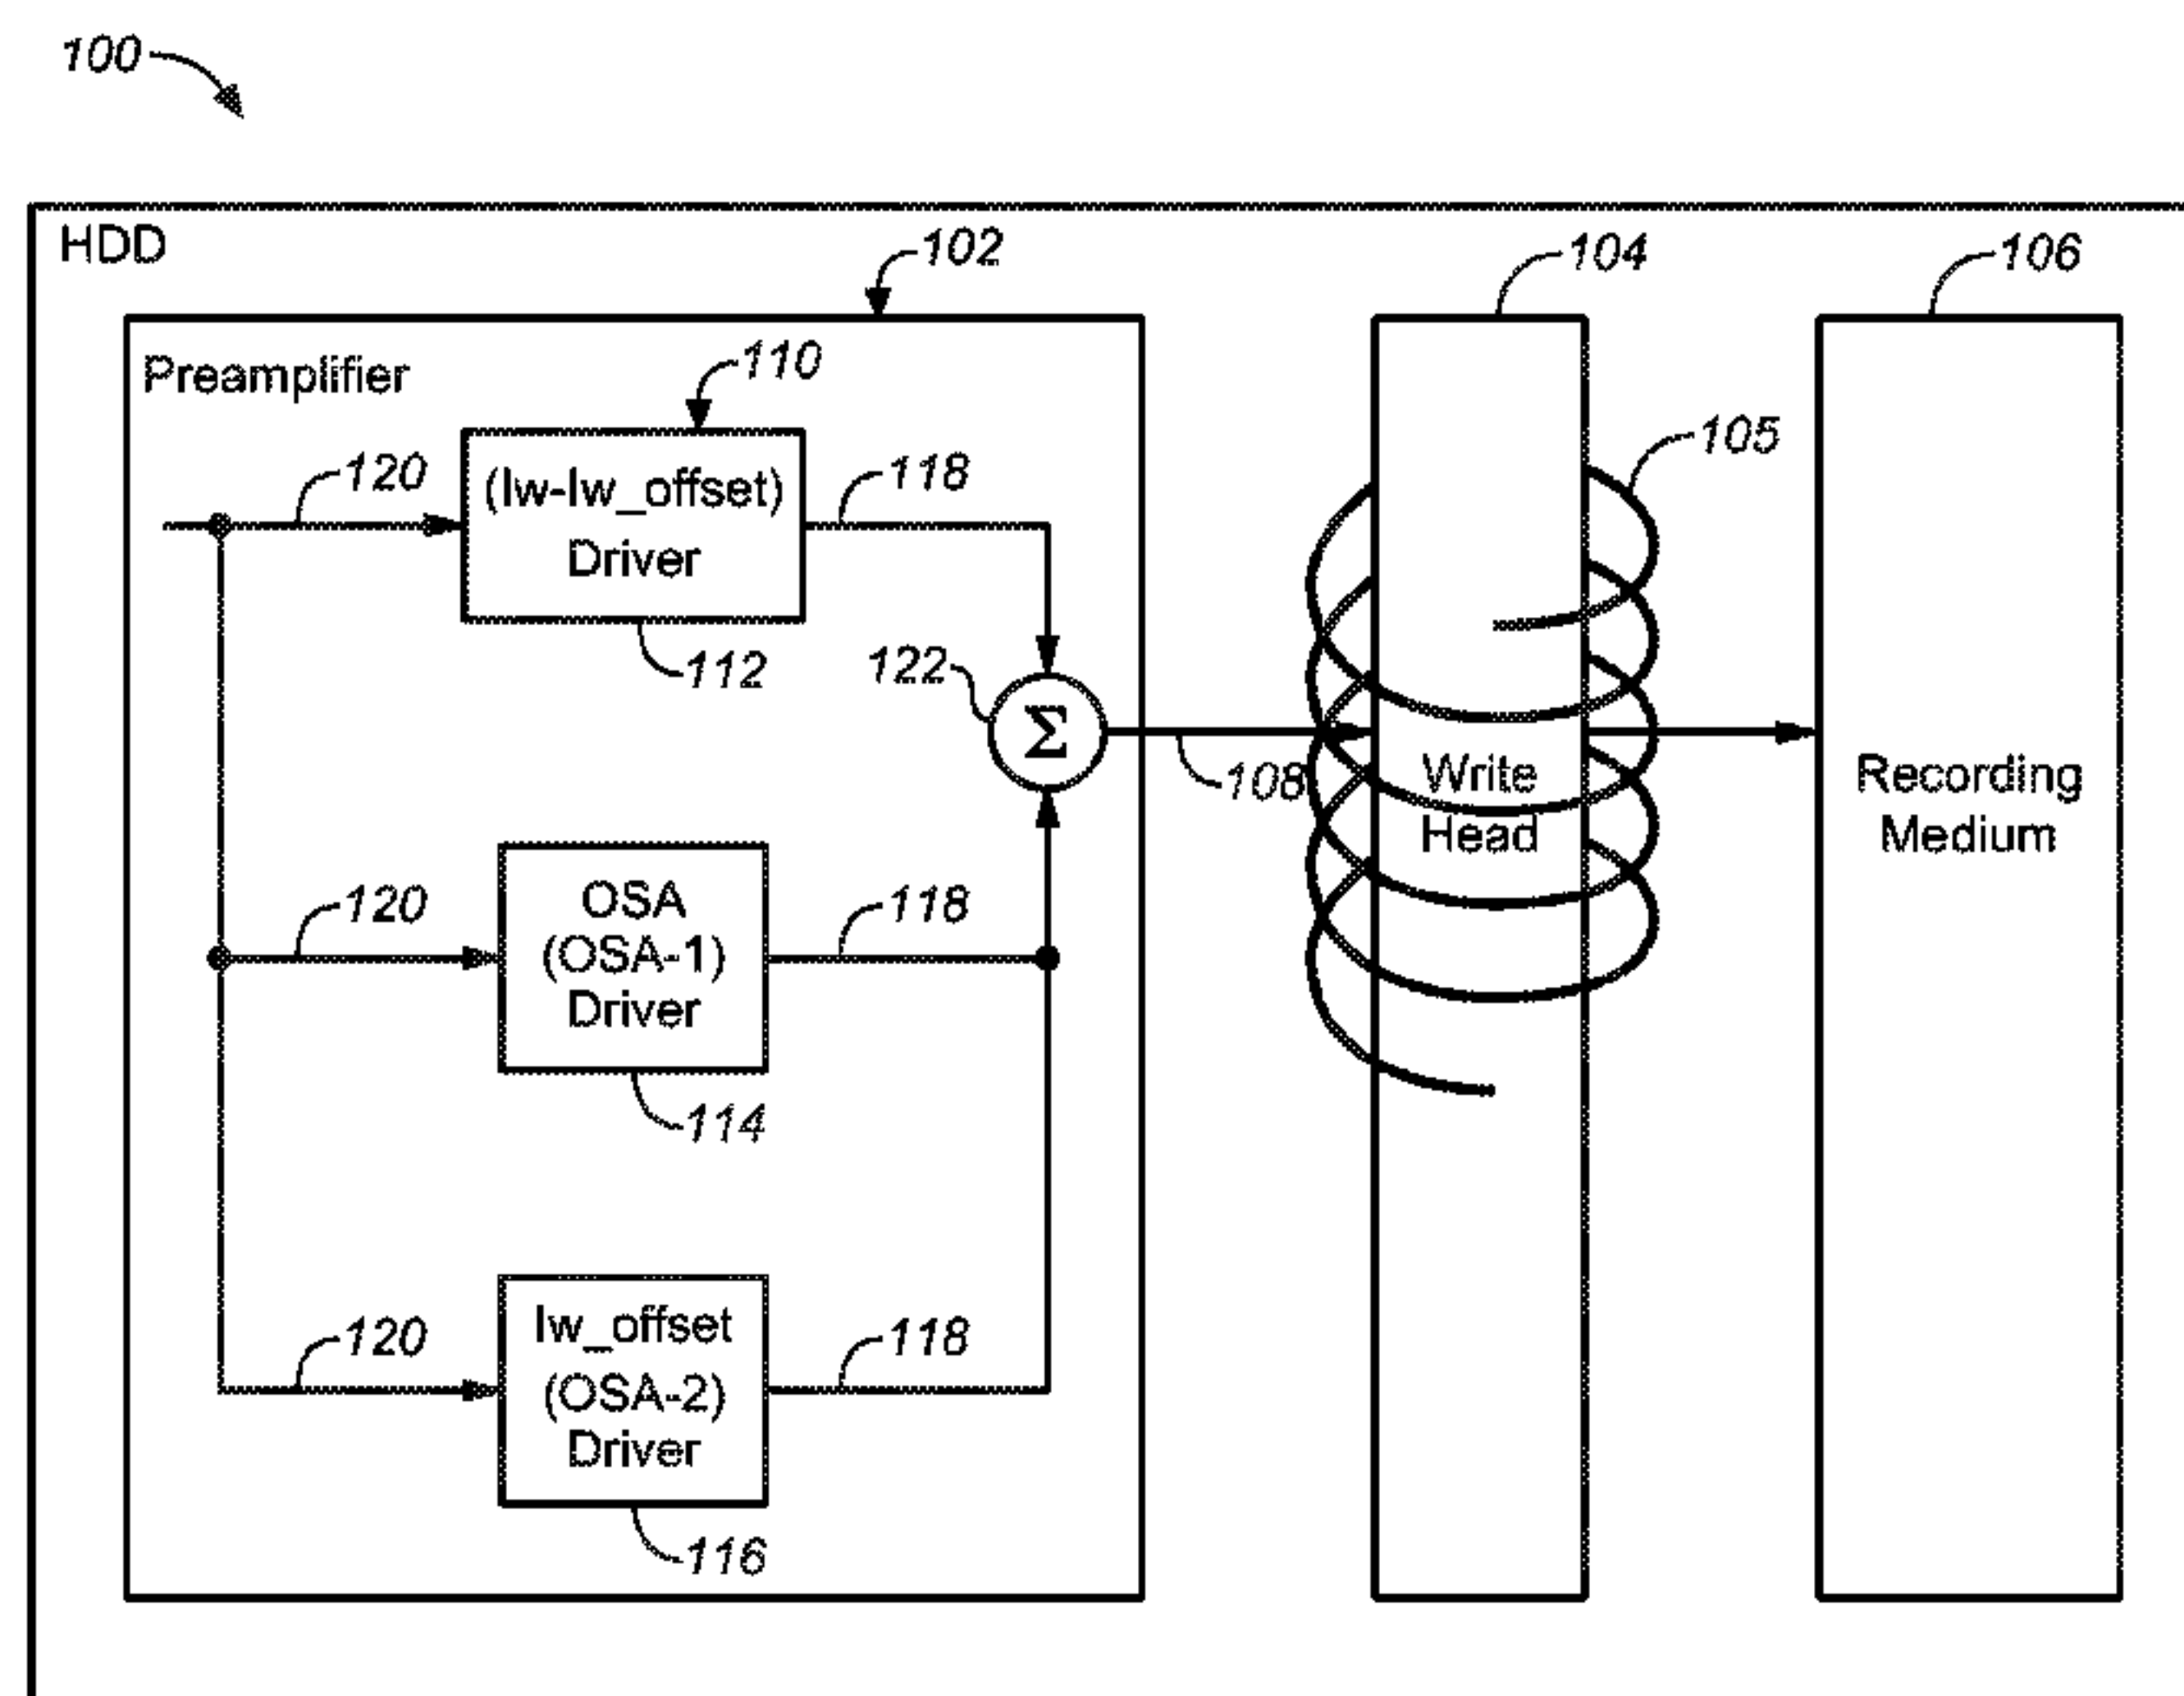 100
HDD
102
104
106
Preamplifier
110
105
120
(Iw-Iw_offset)
Driver
118
112
122
Σ
108
Write
Head
Recording
Medium
120
OSA
(OSA-1)
Driver
118
114
120
Iw_offset
(OSA-2)
Driver
118
116